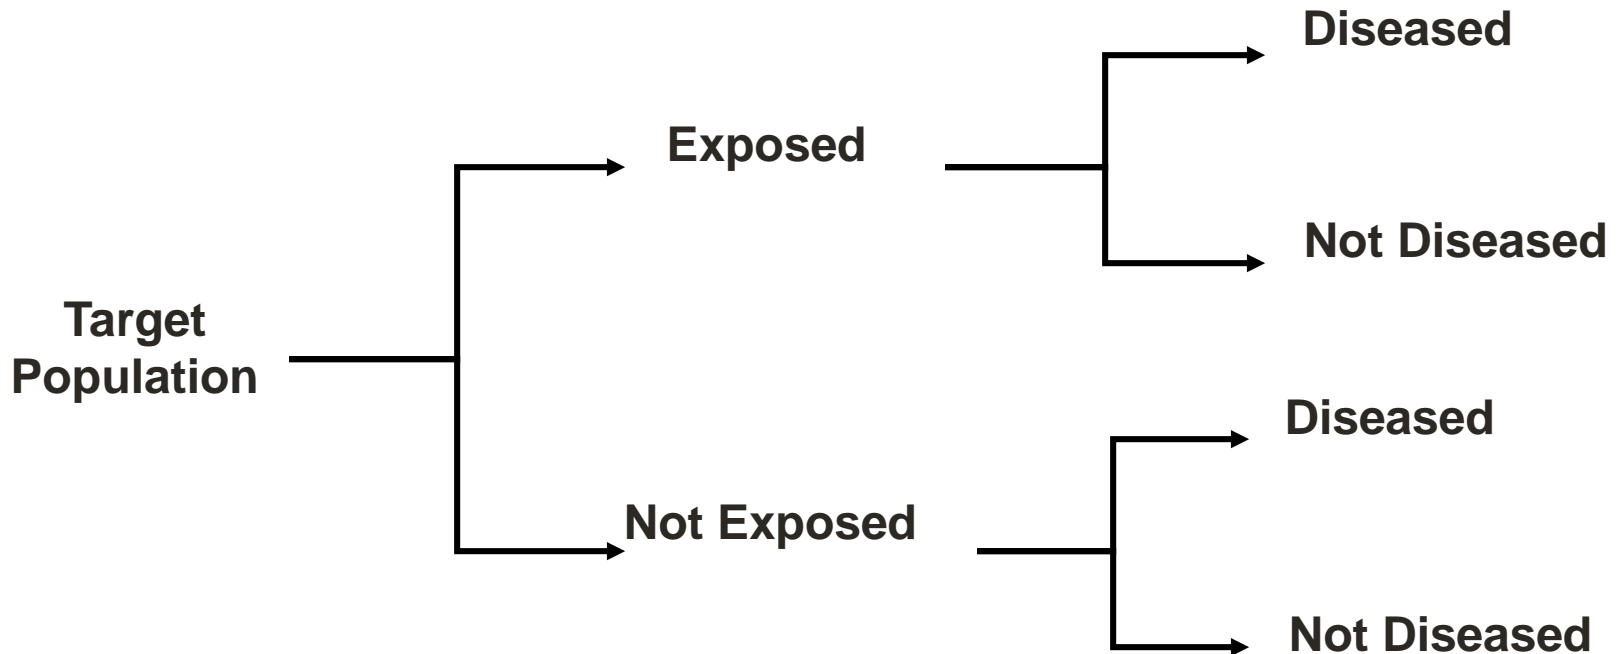 Diseased
Exposed
Not Diseased
Target
Population
Diseased
Not Exposed
Not Diseased